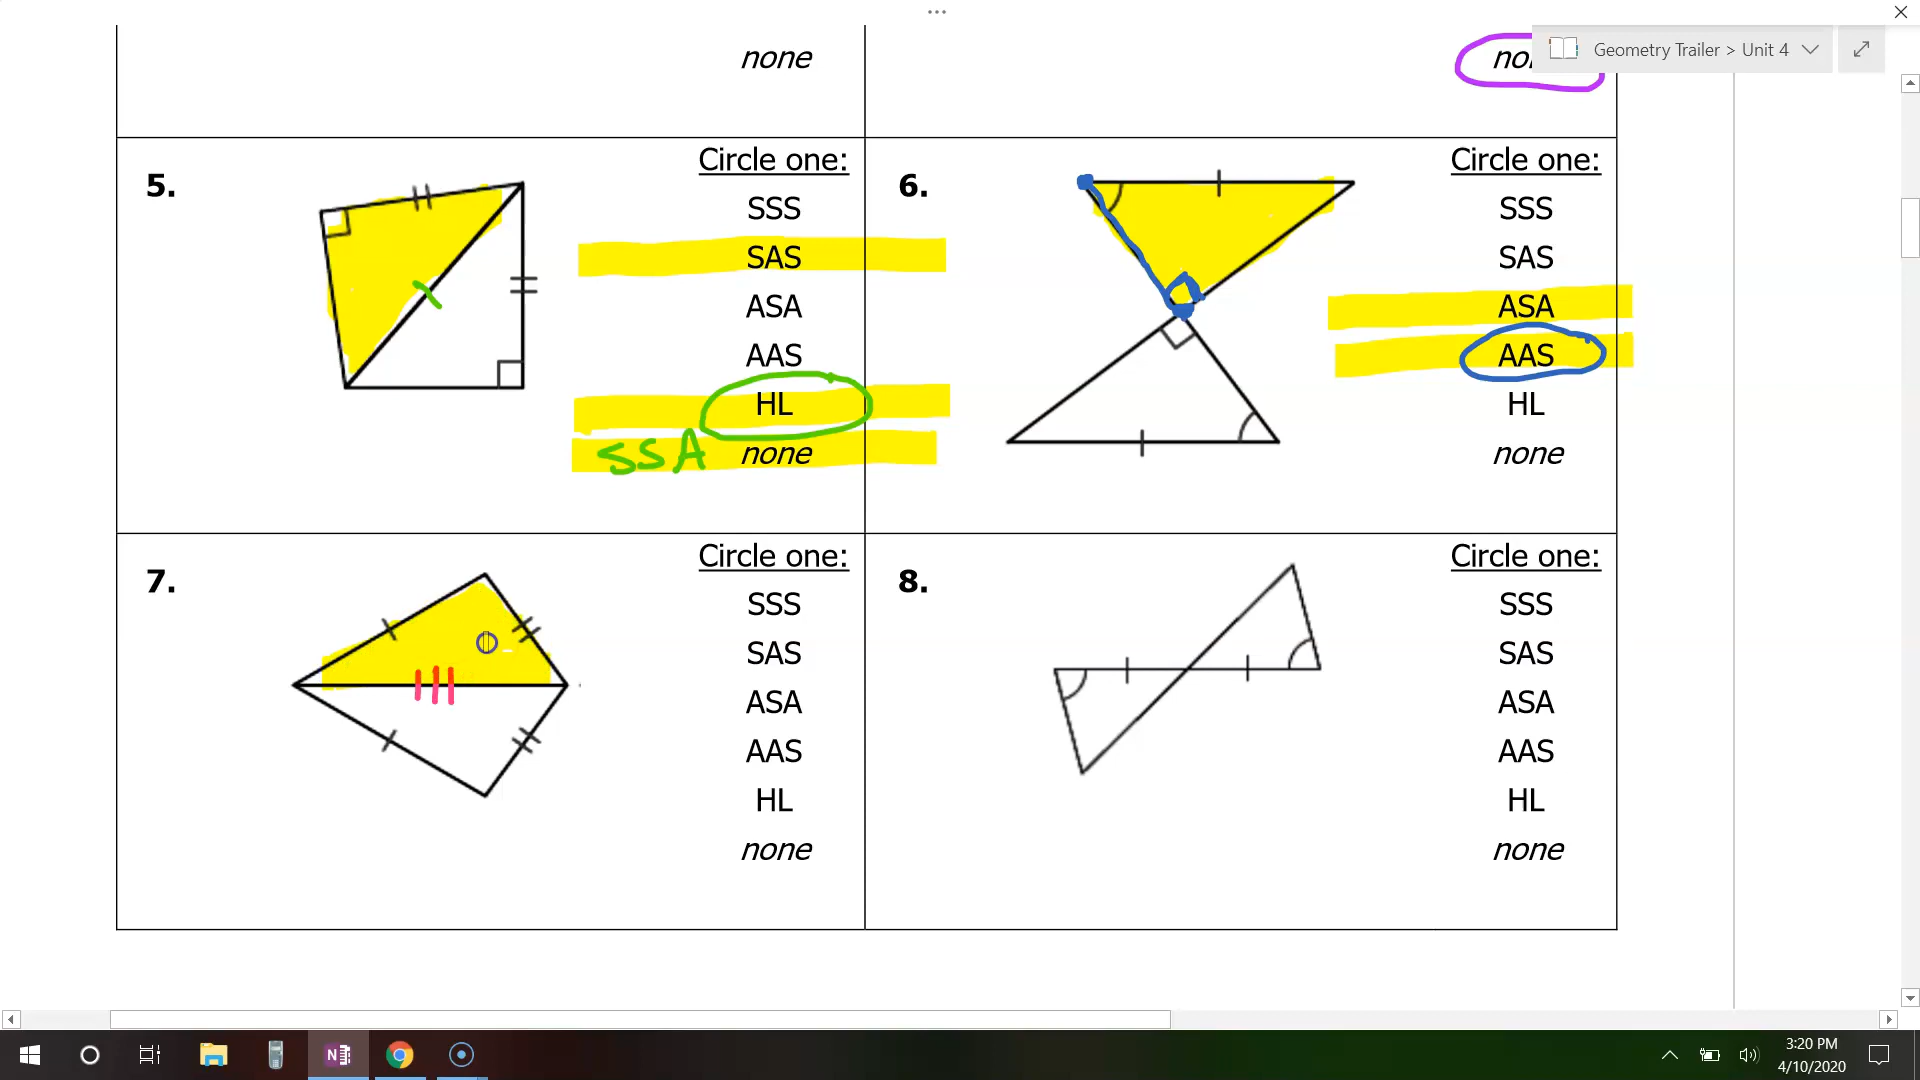 none
no
Geometry Trailer > Unit 4
5.
Circle one:
SSS
SAS
ASA
AAS
HL
SSA none
6.
Circle one:
SSS
SAS
ASA
AAS
HL
none
7.
Circle one:
SSS
SAS
ASA
AAS
HL
none
8.
Circle one:
SSS
SAS
ASA
AAS
HL
none
N
3:20 PM
4/10/2020